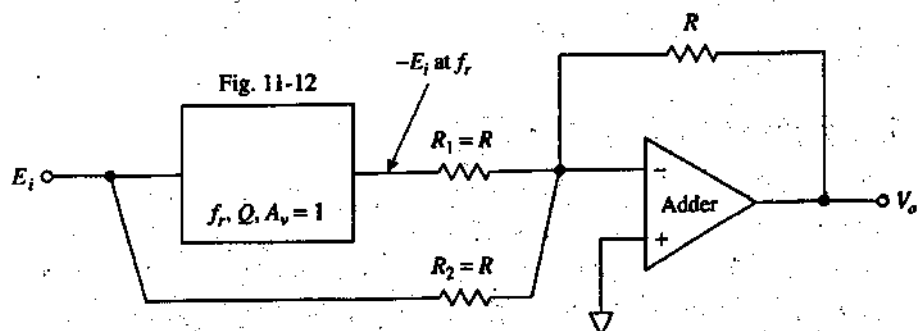 R
−E_i at f_r
Fig. 11-12
R_1 = R
E_i
−
Adder
V_o
f_r, Q, A_v = 1
+
R_2 = R